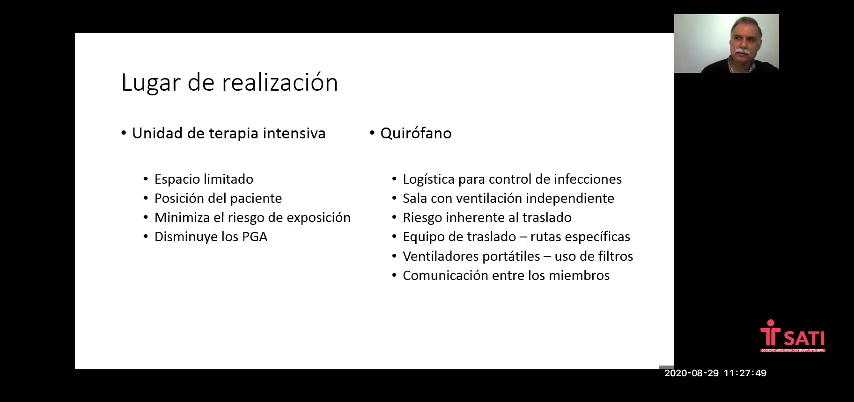 Lugar de realización
• Unidad de terapia intensiva
• Espacio limitado
• Posición del paciente
• Minimiza el riesgo de exposición
• Disminuye los PGA
• Quirófano
• Logística para control de infecciones
• Sala con ventilación independiente
• Riesgo inherente al traslado
• Equipo de traslado – rutas específicas
• Ventiladores portátiles – uso de filtros
• Comunicación entre los miembros
SATI
2020-08-29 11:27:49